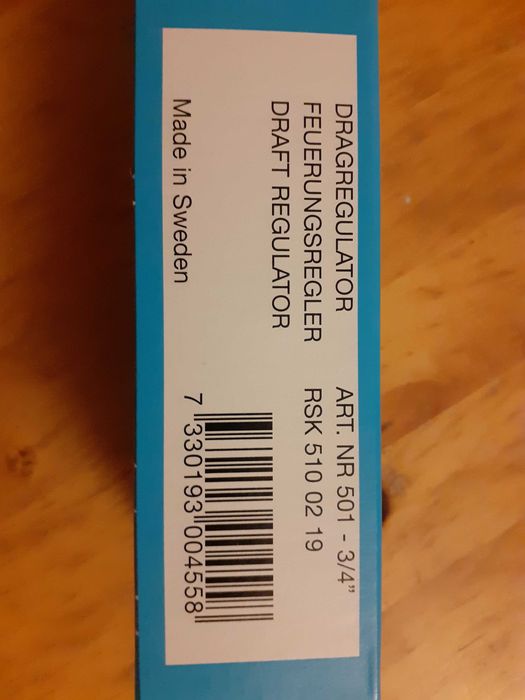 DRAGREGULATOR ART. NR 501 - 3/4"
FEUERUNGSREGLER RSK 510 02 19
DRAFT REGULATOR
Made in Sweden
7 330193 004558